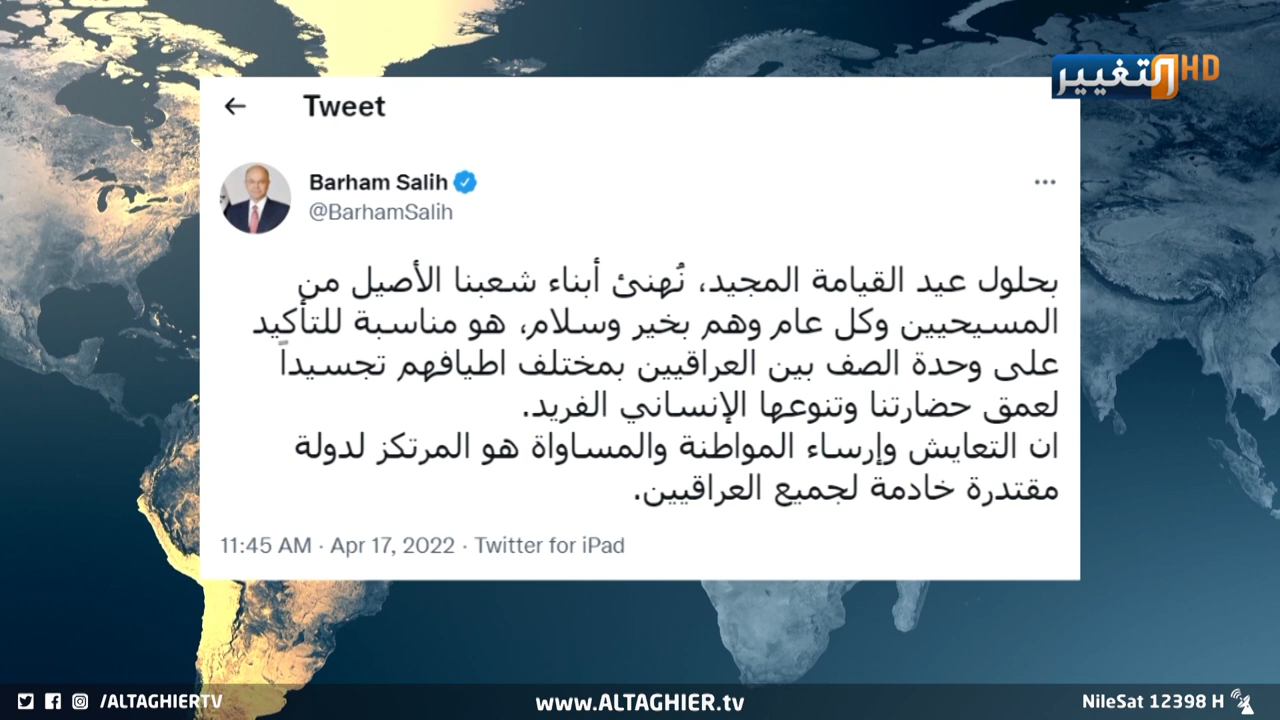 التغيير HD
Tweet
Barham Salih
@BarhamSalih
بحلول عيد القيامة المجيد، نُهنئ أبناء شعبنا الأصيل من
المسيحيين وكل عام وهم بخير وسلام، هو مناسبة للتأكيد
على وحدة الصف بين العراقيين بمختلف اطيافهم تجسيداً
لعمق حضارتنا وتنوعها الإنساني الفريد.
ان التعايش وإرساء المواطنة والمساواة هو المرتكز لدولة
مقتدرة خادمة لجميع العراقيين.
11:45 AM · Apr 17, 2022 · Twitter for iPad
/ALTAGHIERTV www.ALTAGHIER.tv NileSat 12398 H